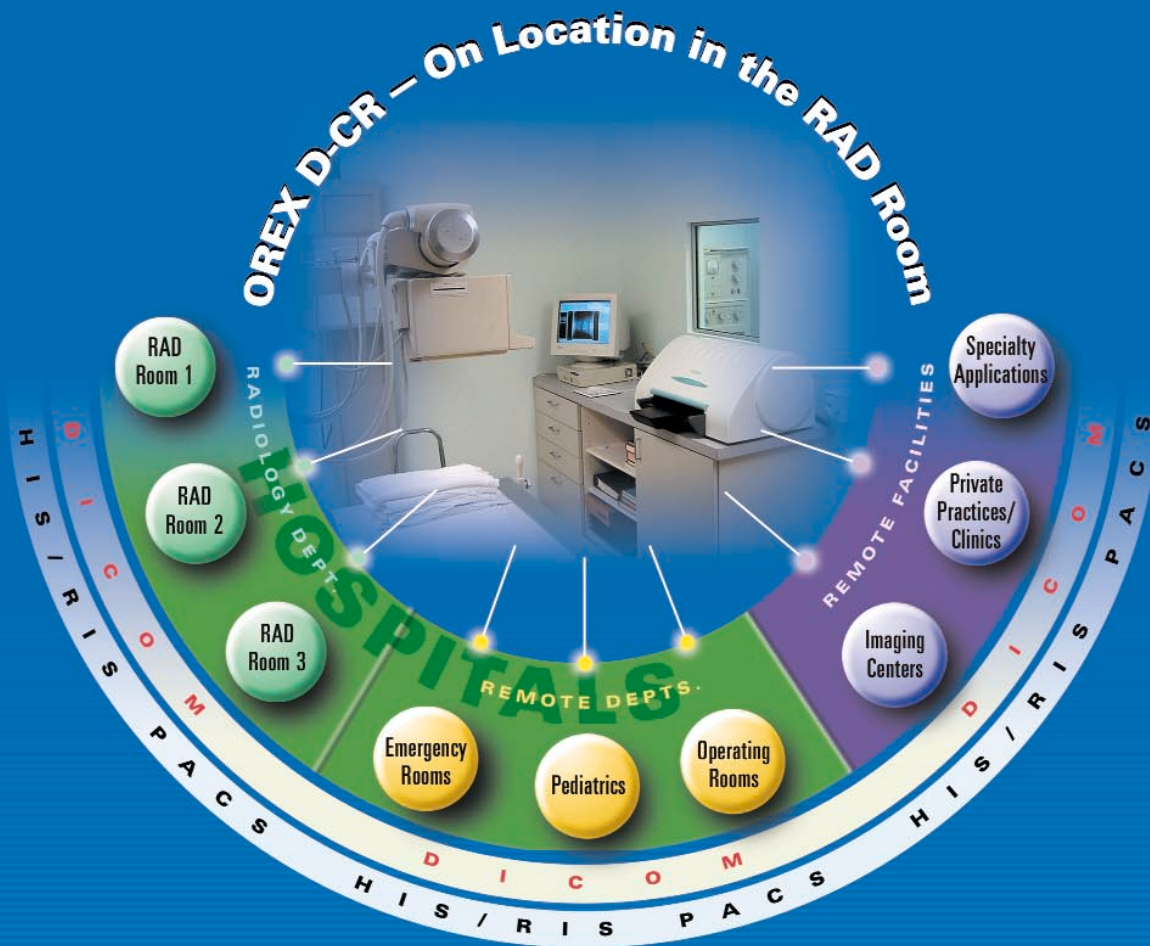 OREX D-CR – On Location in the RAD Room
RAD
Room 1
RAD
Room 2
RAD
Room 3
RADIOLOGY DEPT.
HOSPITALS
REMOTE DEPTS.
Emergency
Rooms
Pediatrics
Operating
Rooms
REMOTE FACILITIES
Specialty
Applications
Private
Practices/
Clinics
Imaging
Centers
DICOM DICOM DICOM
HIS/RIS PACS HIS/RIS PACS HIS/RIS PACS